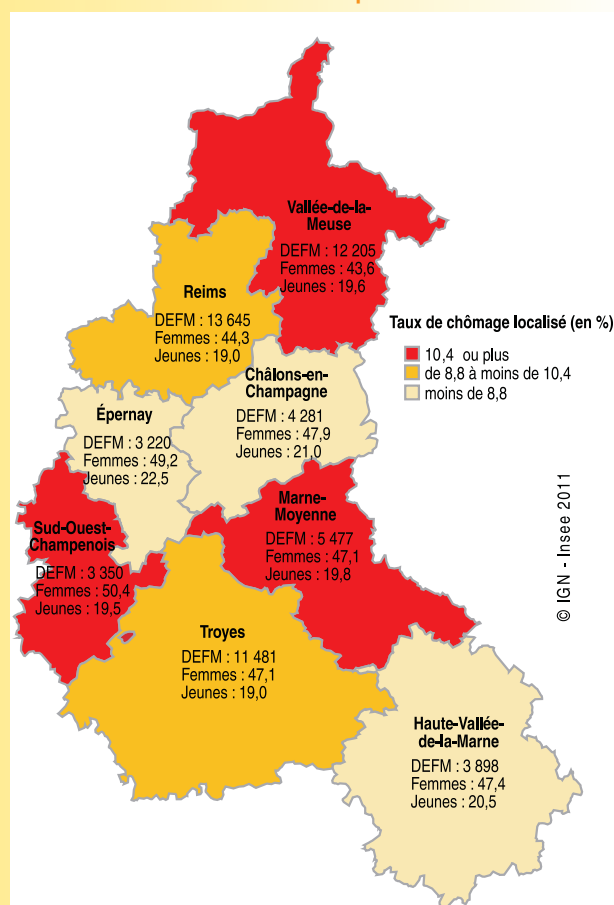 Vallée-de-la-
Meuse
DEFM : 12 205
Femmes : 43,6
Jeunes : 19,6
Reims
DEFM : 13 645
Femmes : 44,3
Jeunes : 19,0
Taux de chômage localisé (en %)
10,4 ou plus
de 8,8 à moins de 10,4
moins de 8,8
Châlons-en-
Champagne
DEFM : 4 281
Femmes : 47,9
Jeunes : 21,0
Épernay
DEFM : 3 220
Femmes : 49,2
Jeunes : 22,5
Marne-
Moyenne
DEFM : 5 477
Femmes : 47,1
Jeunes : 19,8
Sud-Ouest-
Champenois
DEFM : 3 350
Femmes : 50,4
Jeunes : 19,5
Troyes
DEFM : 11 481
Femmes : 47,1
Jeunes : 19,0
Haute-Vallée-
de-la-Marne
DEFM : 3 898
Femmes : 47,4
Jeunes : 20,5
© IGN - Insee 2011